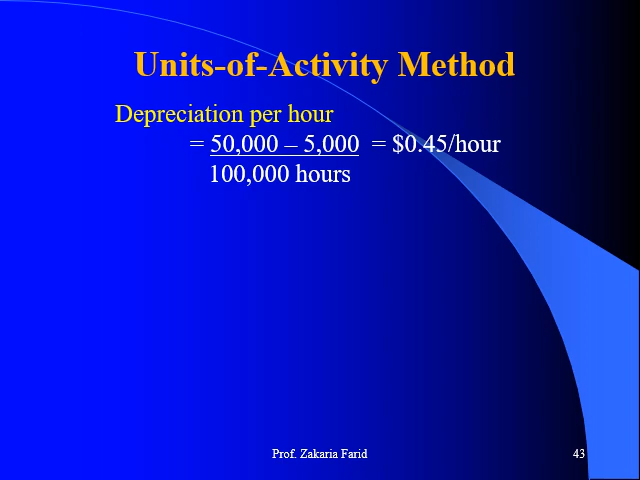 Units-of-Activity Method
Depreciation per hour
= 50,000 – 5,000 = $0.45/hour
100,000 hours
Prof. Zakaria Farid
43